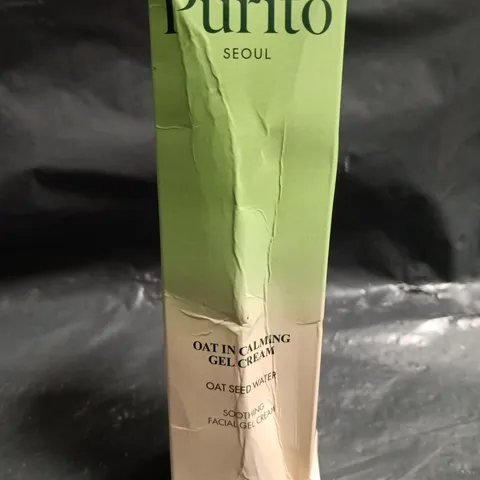 Purito
SEOUL
OAT IN CALMING
GEL CREAM
OAT SEED WATER
SOOTHING
FACIAL GEL CREAM